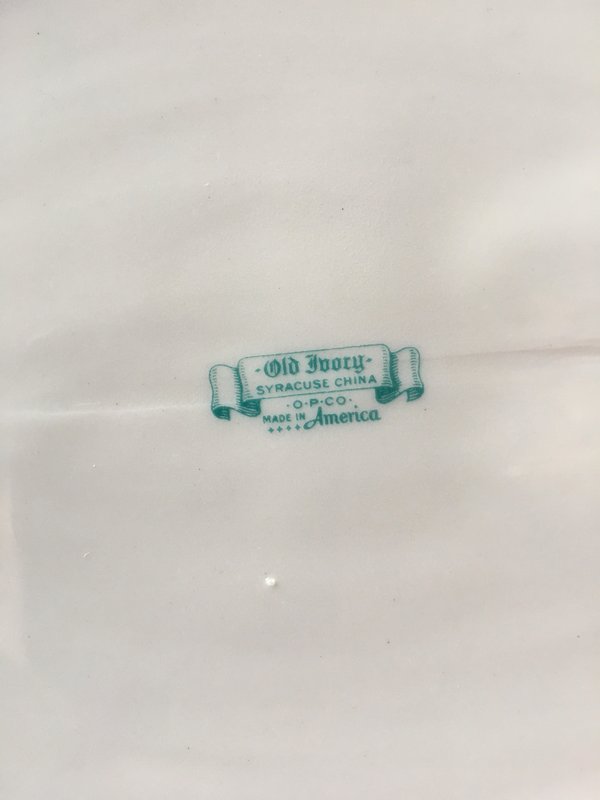 -Old Ivory-
SYRACUSE CHINA
·O·P·CO·
MADE IN America